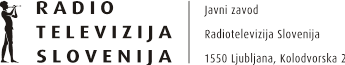 RADIO
TELEVIZIJA
SLOVENIJA
Javni zavod
Radiotelevizija Slovenija
1550 Ljubljana, Kolodvorska 2